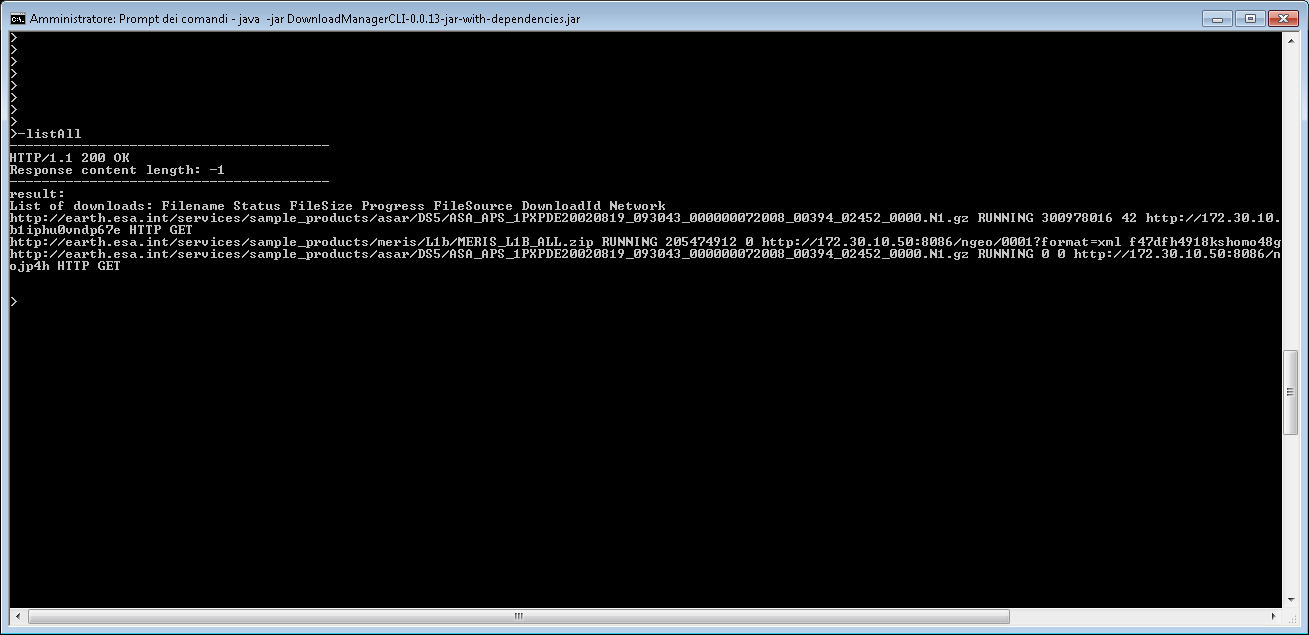 Amministratore: Prompt dei comandi - java  -jar DownloadManagerCLI-0.0.13-jar-with-dependencies.jar
>
>
>
>
>
>
>
>
>-listAll
----------------------------------------
HTTP/1.1 200 OK
Response content length: -1
----------------------------------------
result:
List of downloads: Filename Status FileSize Progress FileSource DownloadId Network
http://earth.esa.int/services/sample_products/asar/DS5/ASA_APS_1PXPDE20020819_093043_000000072008_00394_02452_0000.N1.gz RUNNING 300978016 42 http://172.30.10.
b1iphu0vndp67e HTTP GET
http://earth.esa.int/services/sample_products/meris/L1b/MERIS_L1B_ALL.zip RUNNING 205474912 0 http://172.30.10.50:8086/ngeo/0001?format=xml f47dfh4918kshomo48g
http://earth.esa.int/services/sample_products/asar/DS5/ASA_APS_1PXPDE20020819_093043_000000072008_00394_02452_0000.N1.gz RUNNING 0 0 http://172.30.10.50:8086/n
ojp4h HTTP GET
>